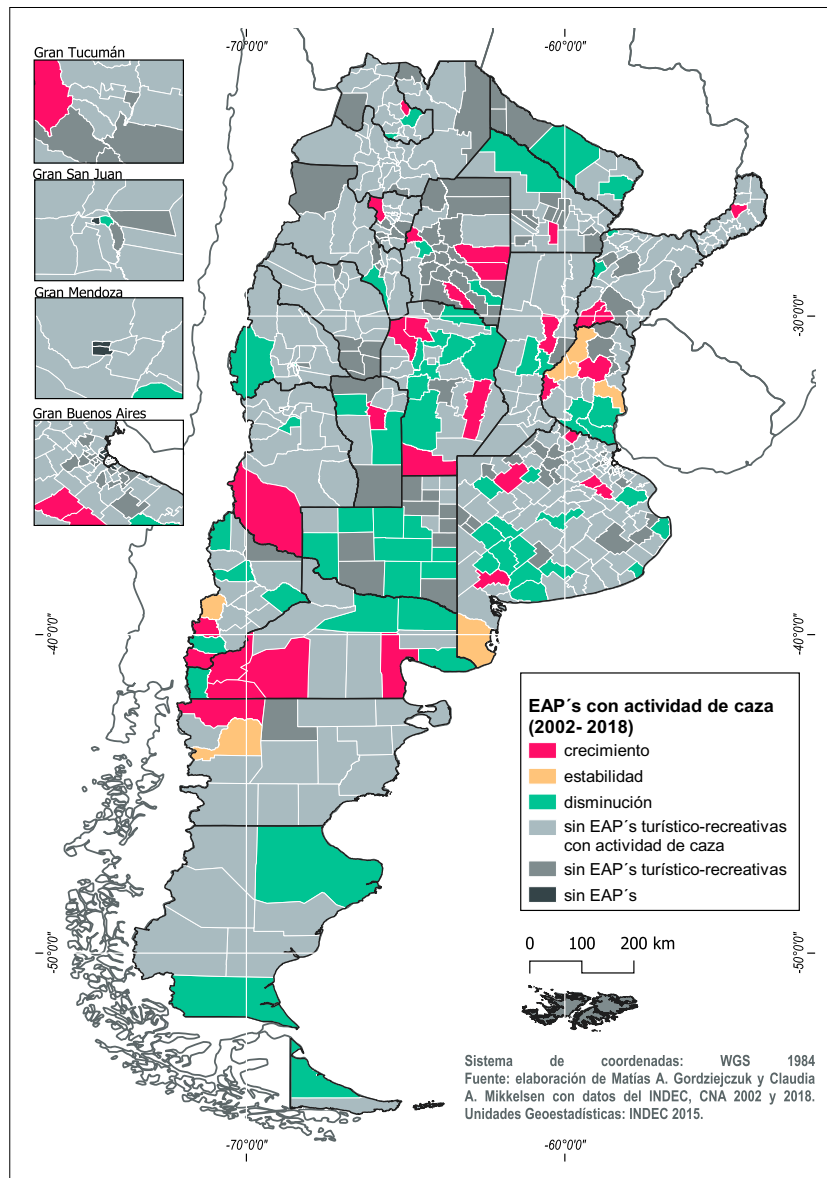 -70°0'0"
-60°0'0"
Gran Tucumán
Gran San Juan
Gran Mendoza
Gran Buenos Aires
-30°0'0"
-30°0'0"
-40°0'0"
-40°0'0"
-50°0'0"
-50°0'0"
EAP´s con actividad de caza
(2002- 2018)
crecimiento
estabilidad
disminución
sin EAP´s turístico-recreativas
con actividad de caza
sin EAP´s turístico-recreativas
sin EAP´s
0 100 200 km
Sistema de coordenadas: WGS 1984
Fuente: elaboración de Matías A. Gordziejczuk y Claudia
A. Mikkelsen con datos del INDEC, CNA 2002 y 2018.
Unidades Geoestadísticas: INDEC 2015.
-70°0'0"
-60°0'0"